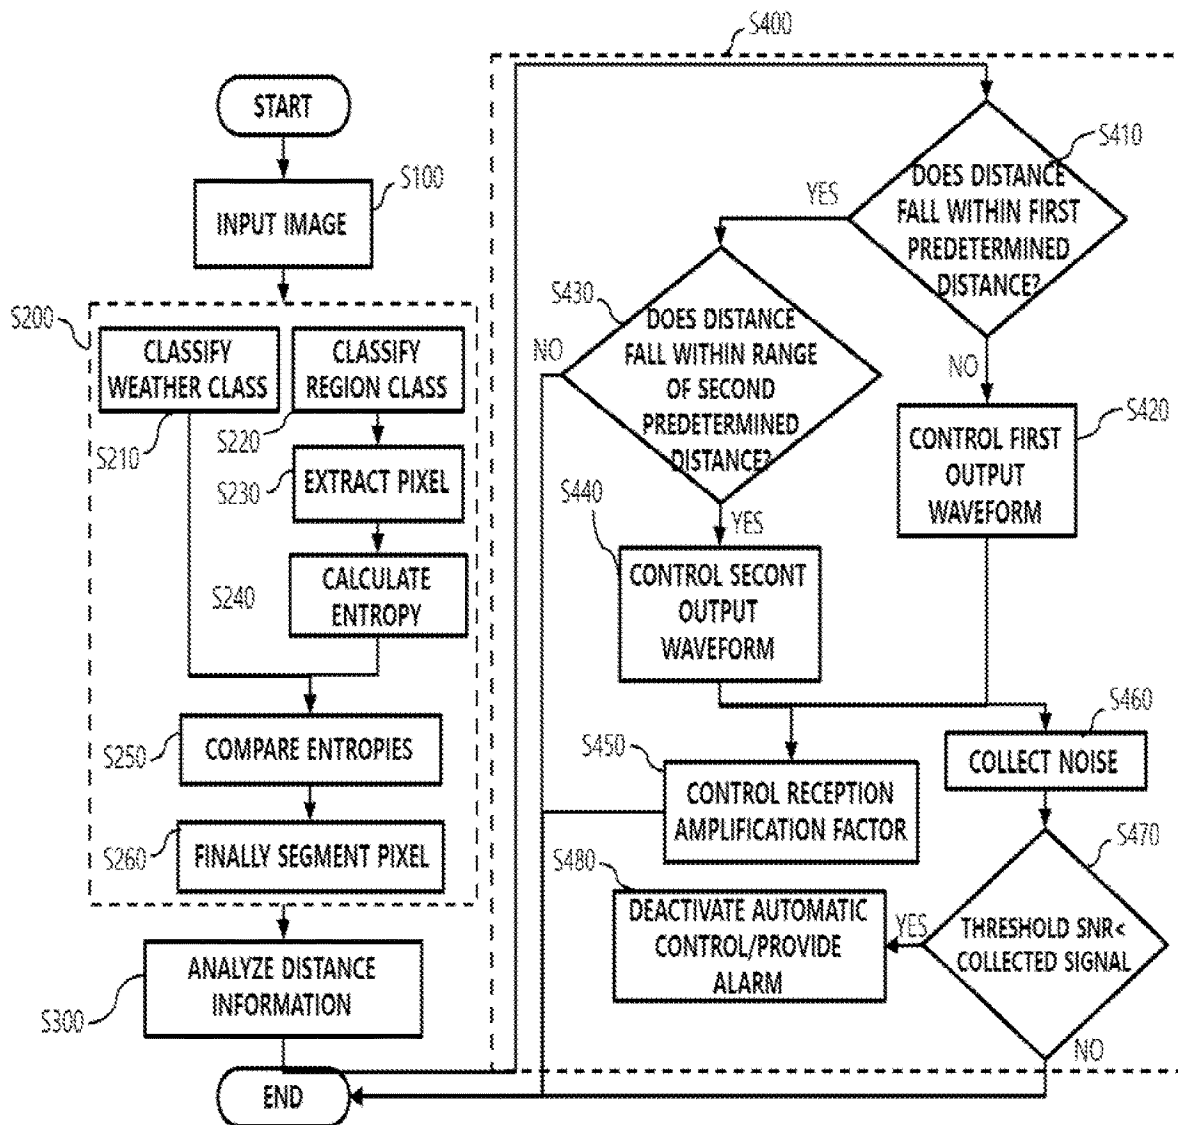 START
S100
INPUT IMAGE
S200
CLASSIFY
WEATHER CLASS
CLASSIFY
REGION CLASS
S210
S220
S230
EXTRACT PIXEL
S240
CALCULATE
ENTROPY
S250
COMPARE ENTROPIES
S260
FINALLY SEGMENT PIXEL
S300
ANALYZE DISTANCE
INFORMATION
END
S400
S410
DOES DISTANCE
FALL WITHIN FIRST
PREDETERMINED
DISTANCE?
YES
NO
S430
DOES DISTANCE
FALL WITHIN RANGE
OF SECOND
PREDETERMINED
DISTANCE?
NO
YES
S420
CONTROL FIRST
OUTPUT
WAVEFORM
S440
CONTROL SECONT
OUTPUT
WAVEFORM
S450
CONTROL RECEPTION
AMPLIFICATION FACTOR
S460
COLLECT NOISE
S470
THRESHOLD SNR<
COLLECTED SIGNAL
YES
NO
S480
DEACTIVATE AUTOMATIC
CONTROL/PROVIDE
ALARM